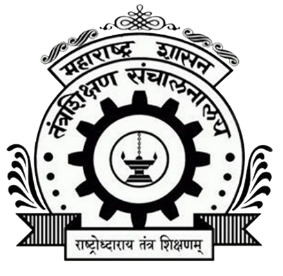 महाराष्ट्र शासन
तंत्रशिक्षण संचालनालय
राष्ट्रोध्दाराय तंत्र शिक्षणम्